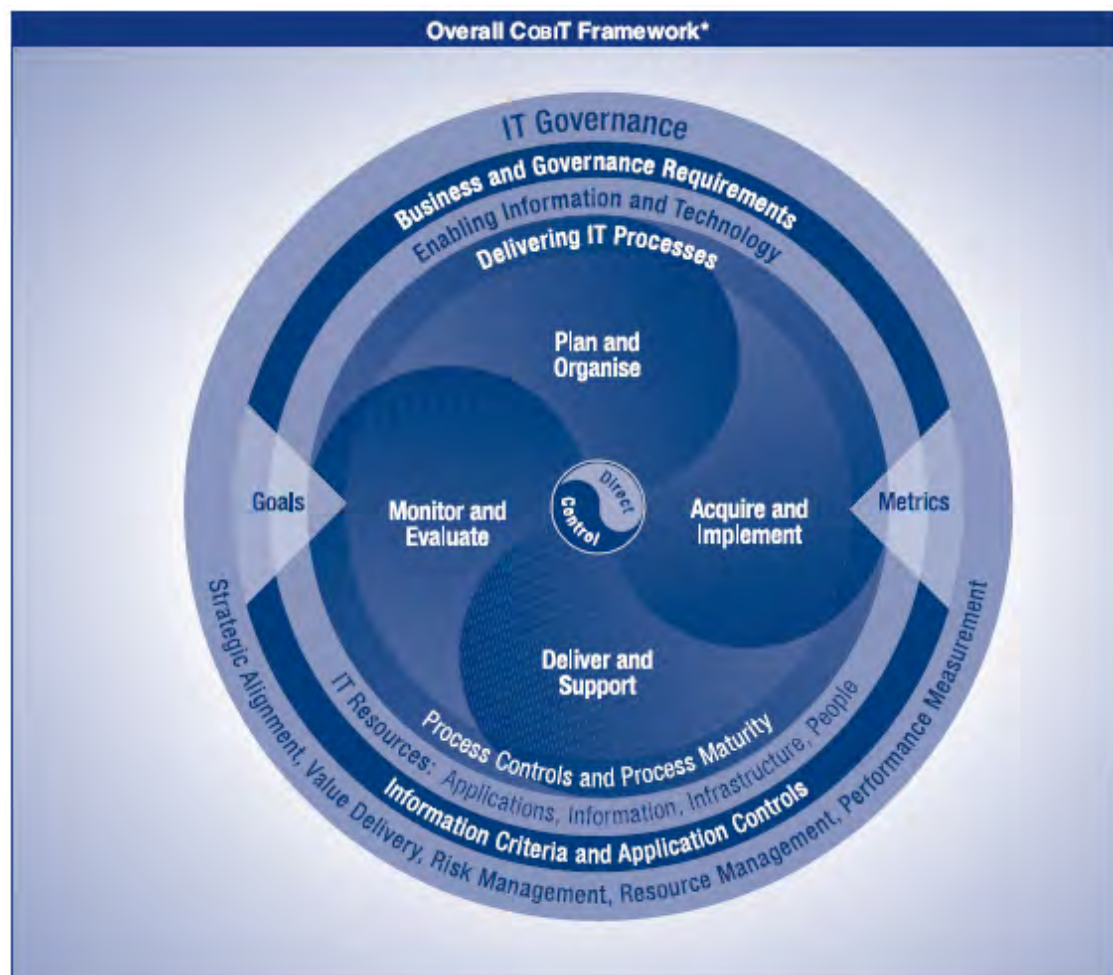 Overall COBIT Framework*
IT Governance
Business and Governance Requirements
Enabling Information and Technology
Delivering IT Processes
Plan and
Organise
Goals
Monitor and
Evaluate
Direct
Control
Acquire and
Implement
Metrics
Deliver and
Support
Process Controls and Process Maturity
IT Resources: Applications, Information, Infrastructure, People
Information Criteria and Application Controls
Strategic Alignment, Value Delivery, Risk Management, Resource Management, Performance Measurement